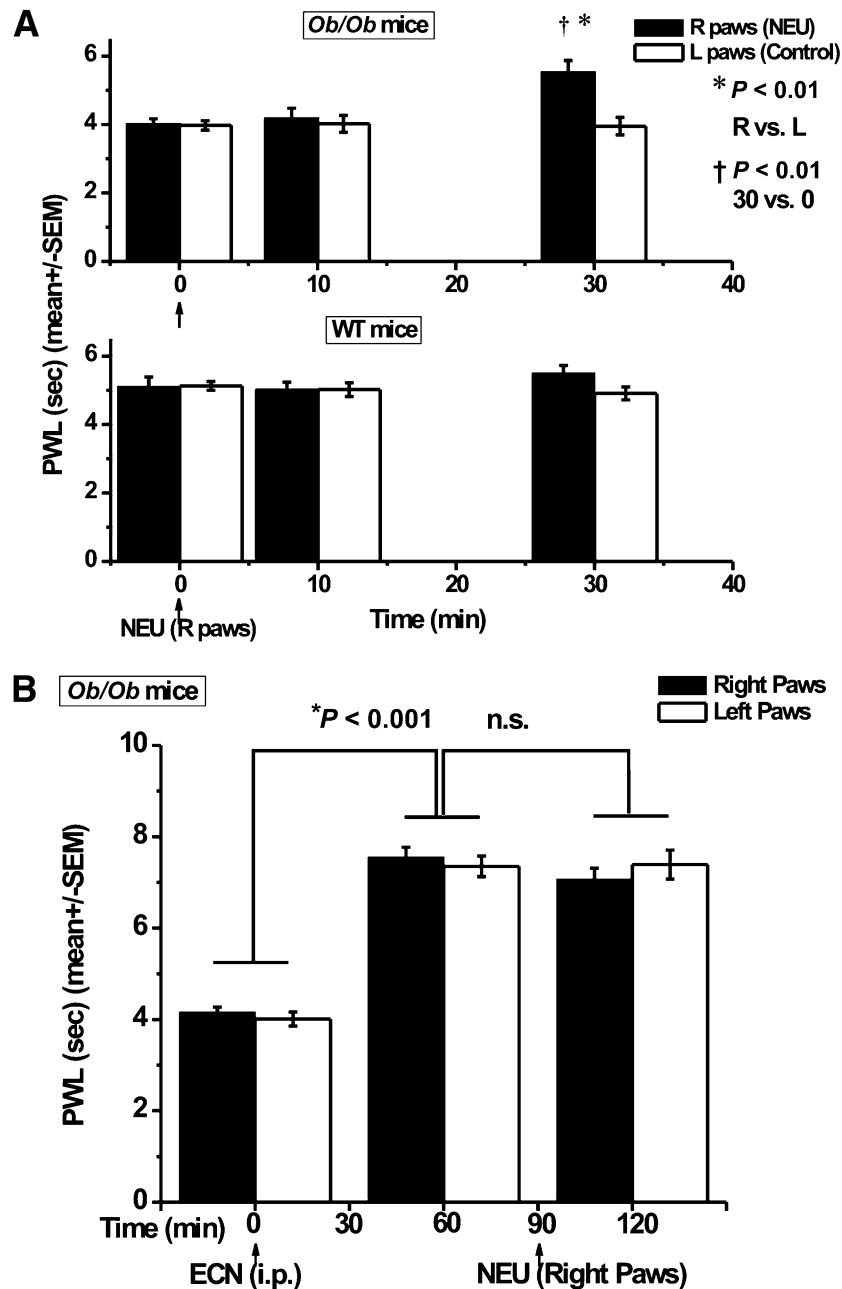 A
Ob/Ob mice
† *
R paws (NEU)
L paws (Control)
* P < 0.01
R vs. L
† P < 0.01
30 vs. 0
6
4
2
0
0 10 20 30 40
WT mice
6
4
2
0
0 10 20 30 40
PWL (sec) (mean+/-SEM)
NEU (R paws)
Time (min)
B
Ob/Ob mice
Right Paws
Left Paws
*P < 0.001
n.s.
10
8
6
4
2
0
PWL (sec) (mean+/-SEM)
Time (min) 0 30 60 90 120
ECN (i.p.)
NEU (Right Paws)